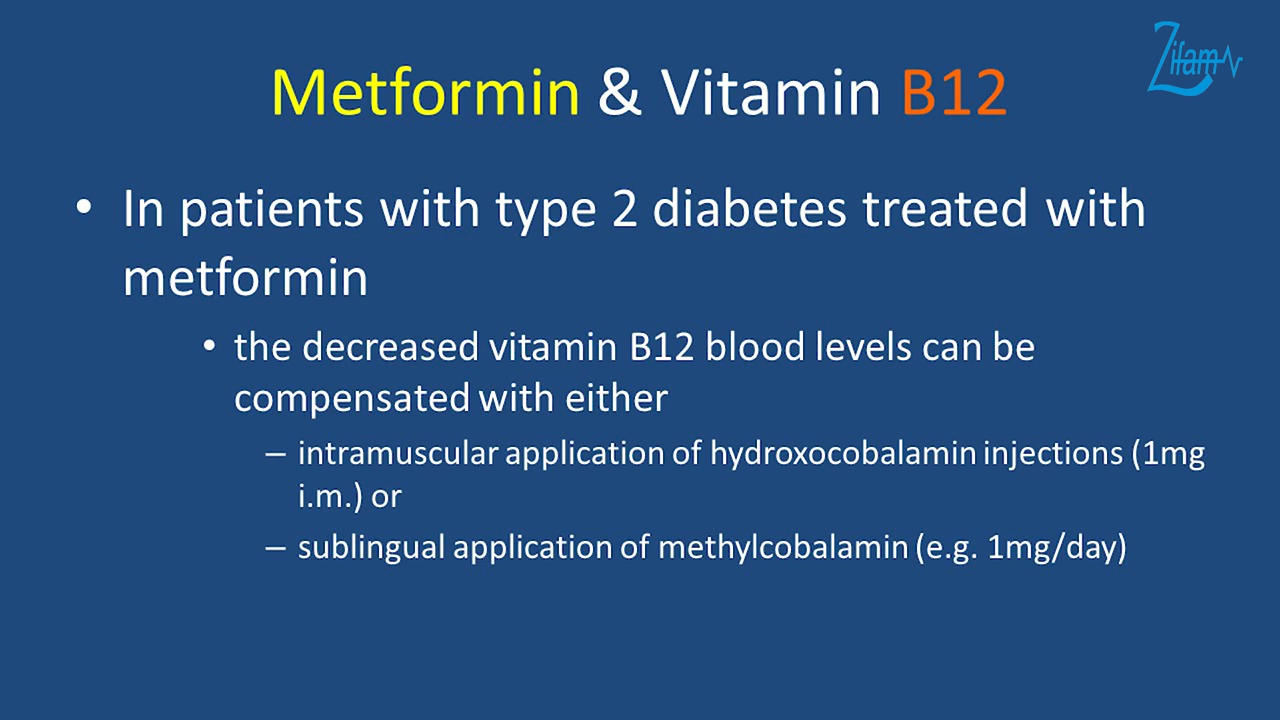 Zifam
Metformin & Vitamin B12
• In patients with type 2 diabetes treated with
metformin
• the decreased vitamin B12 blood levels can be
compensated with either
– intramuscular application of hydroxocobalamin injections (1mg
i.m.) or
– sublingual application of methylcobalamin (e.g. 1mg/day)